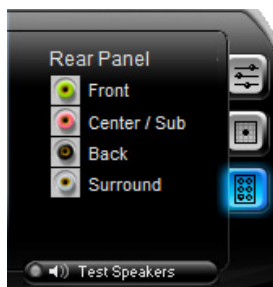 Rear Panel
Front
Center / Sub
Back
Surround
Test Speakers